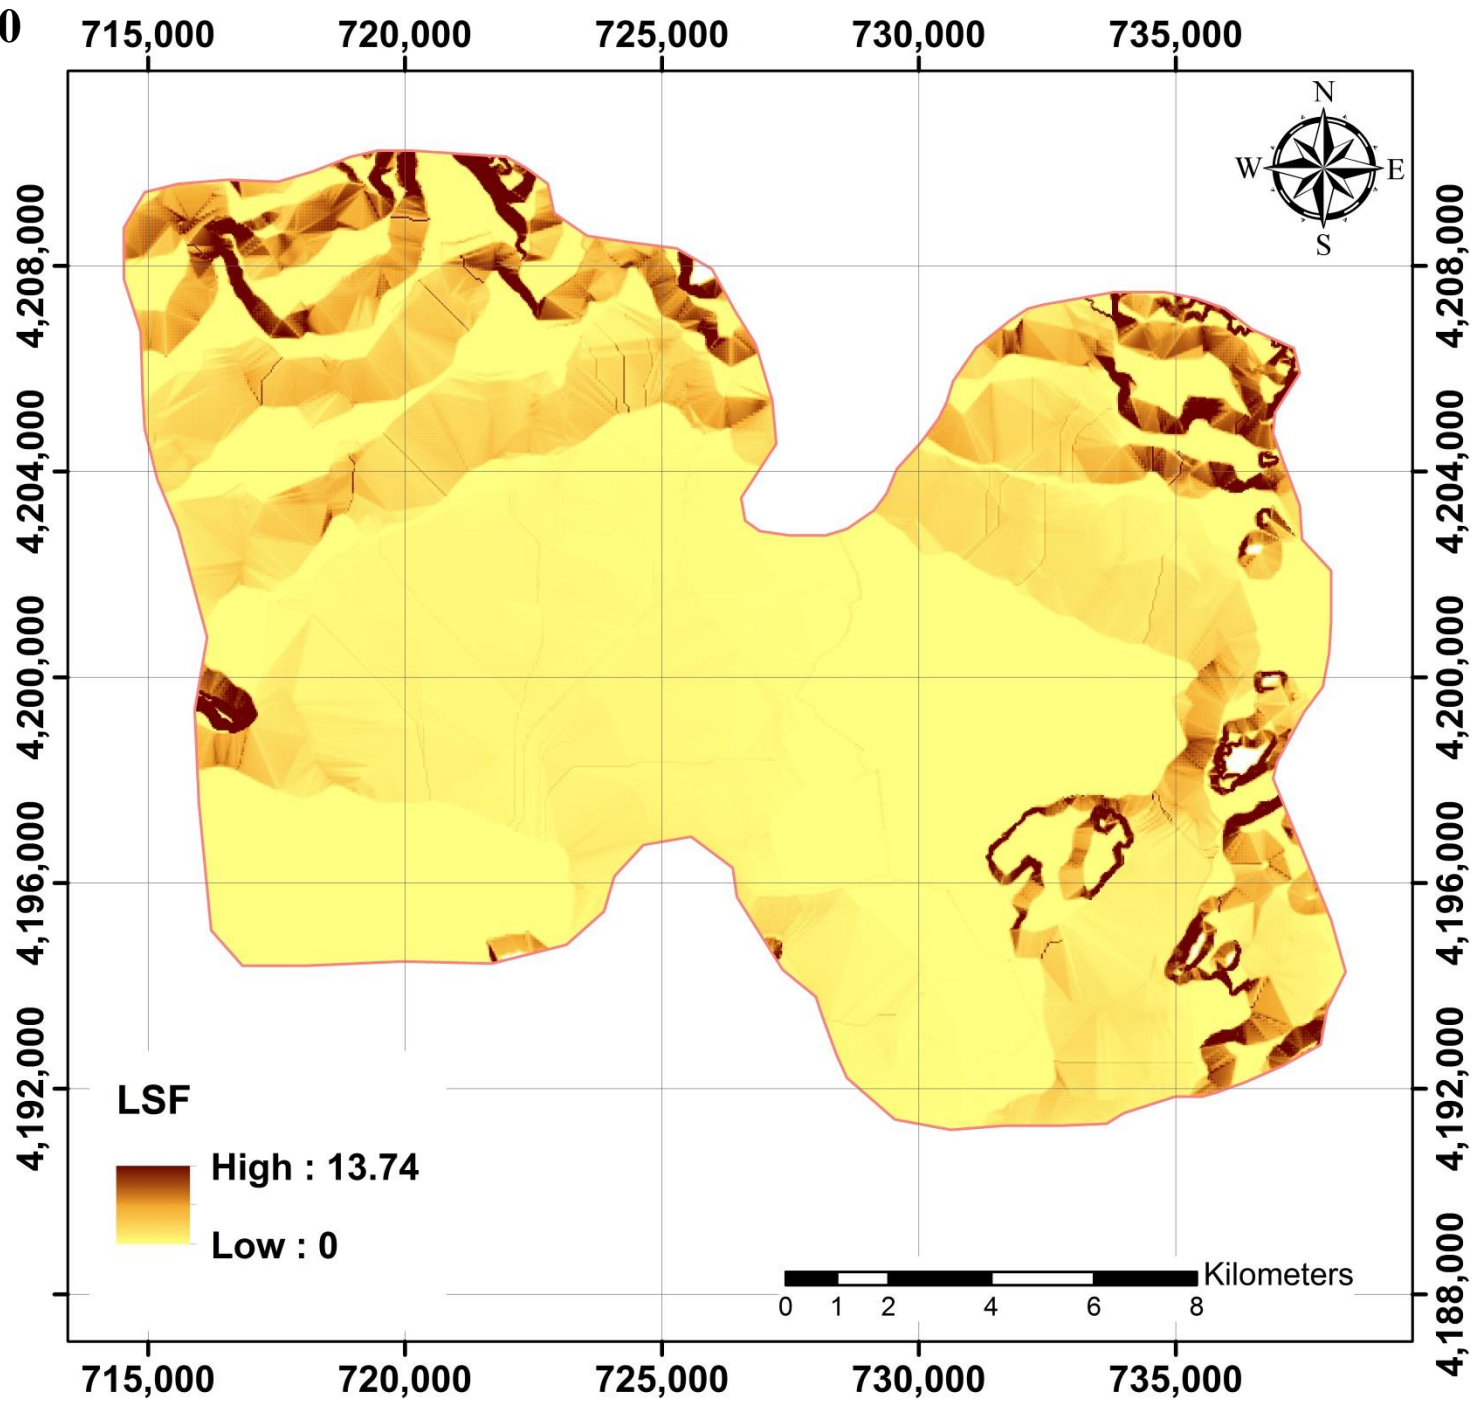 0
715,000 720,000 725,000 730,000 735,000
N
W E
S
4,208,000 4,208,000
4,204,000 4,204,000
4,200,000 4,200,000
4,196,000 4,196,000
4,192,000 4,192,000
LSF
High : 13.74
Low : 0
Kilometers
0 1 2 4 6 8
4,188,000
715,000 720,000 725,000 730,000 735,000